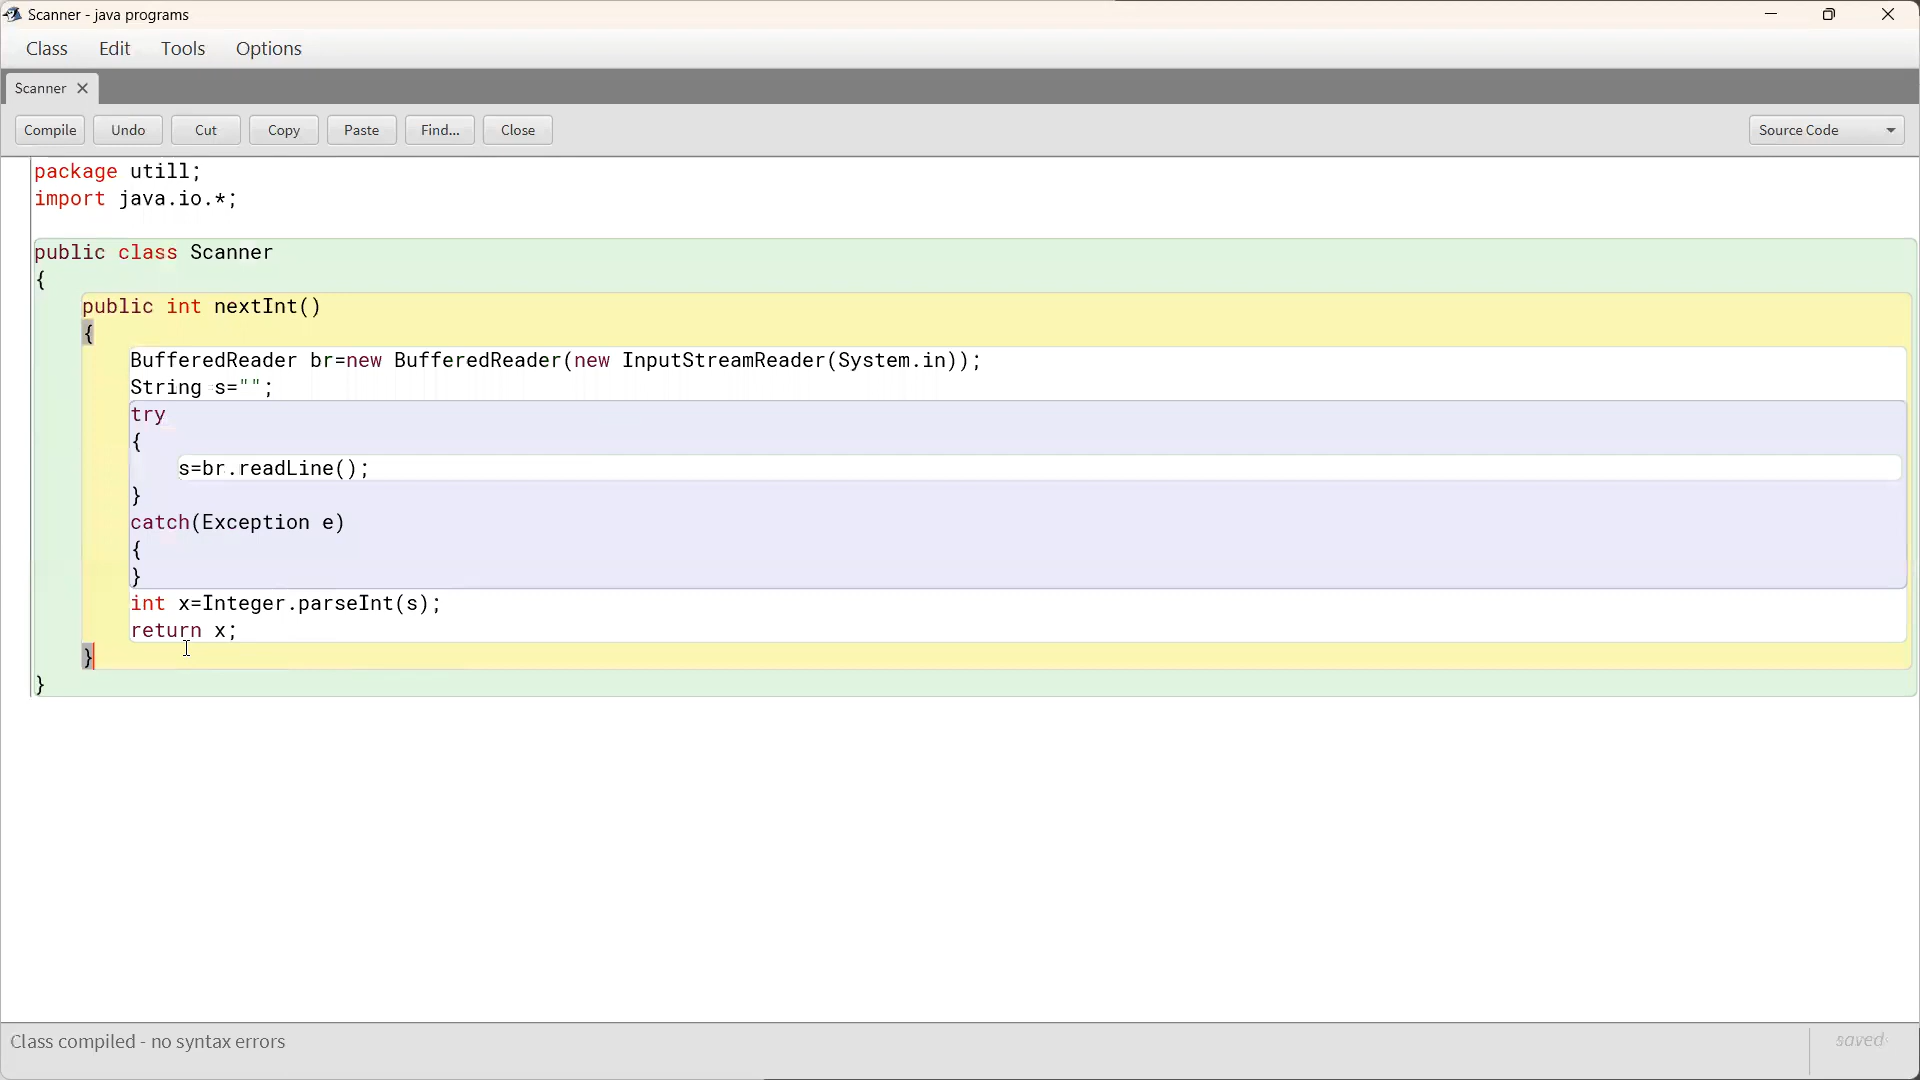 Scanner - java programs
Class Edit Tools Options
Scanner
Compile Undo Cut Copy Paste Find... Close Source Code
package utill;
import java.io.*;
public class Scanner
{
    public int nextInt()
    {
        BufferedReader br=new BufferedReader(new InputStreamReader(System.in));
        String s="";
        try
        {
            s=br.readLine();
        }
        catch(Exception e)
        {
        }
        int x=Integer.parseInt(s);
        return x;
    }
}
Class compiled - no syntax errors saved